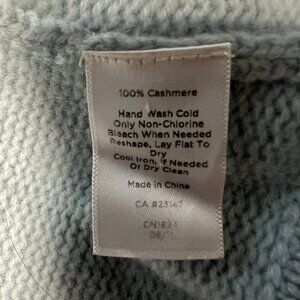 100% Cashmere
Hand Wash Cold
Only Non-Chlorine
Bleach When Needed
Reshape, Lay Flat To
Dry
Cool Iron, If Needed
Or Dry Clean
Made in China
CA #23147